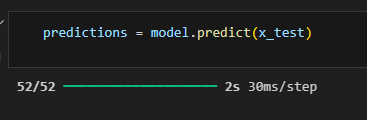 predictions = model.predict(x_test)
52/52 ━━━━━━━━━━━━━━━━━━━━ 2s 30ms/step